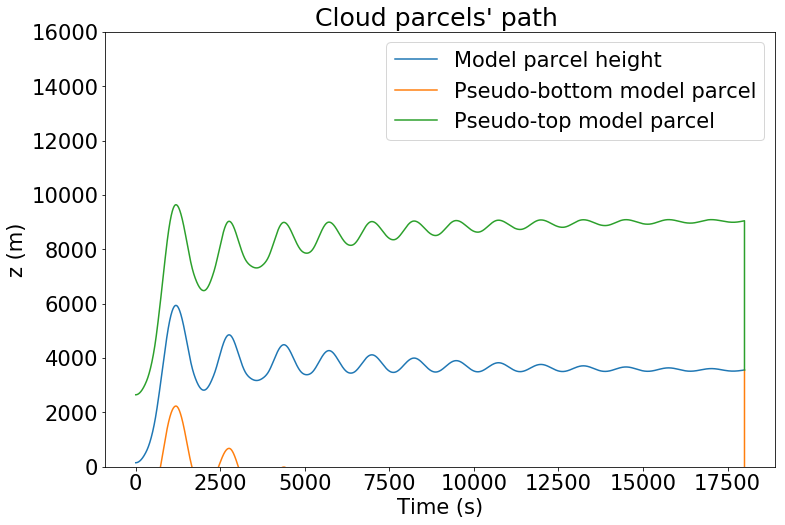 Cloud parcels' path
Model parcel height
Pseudo-bottom model parcel
Pseudo-top model parcel
16000
14000
12000
10000
8000
6000
4000
2000
0
z (m)
0 2500 5000 7500 10000 12500 15000 17500
Time (s)